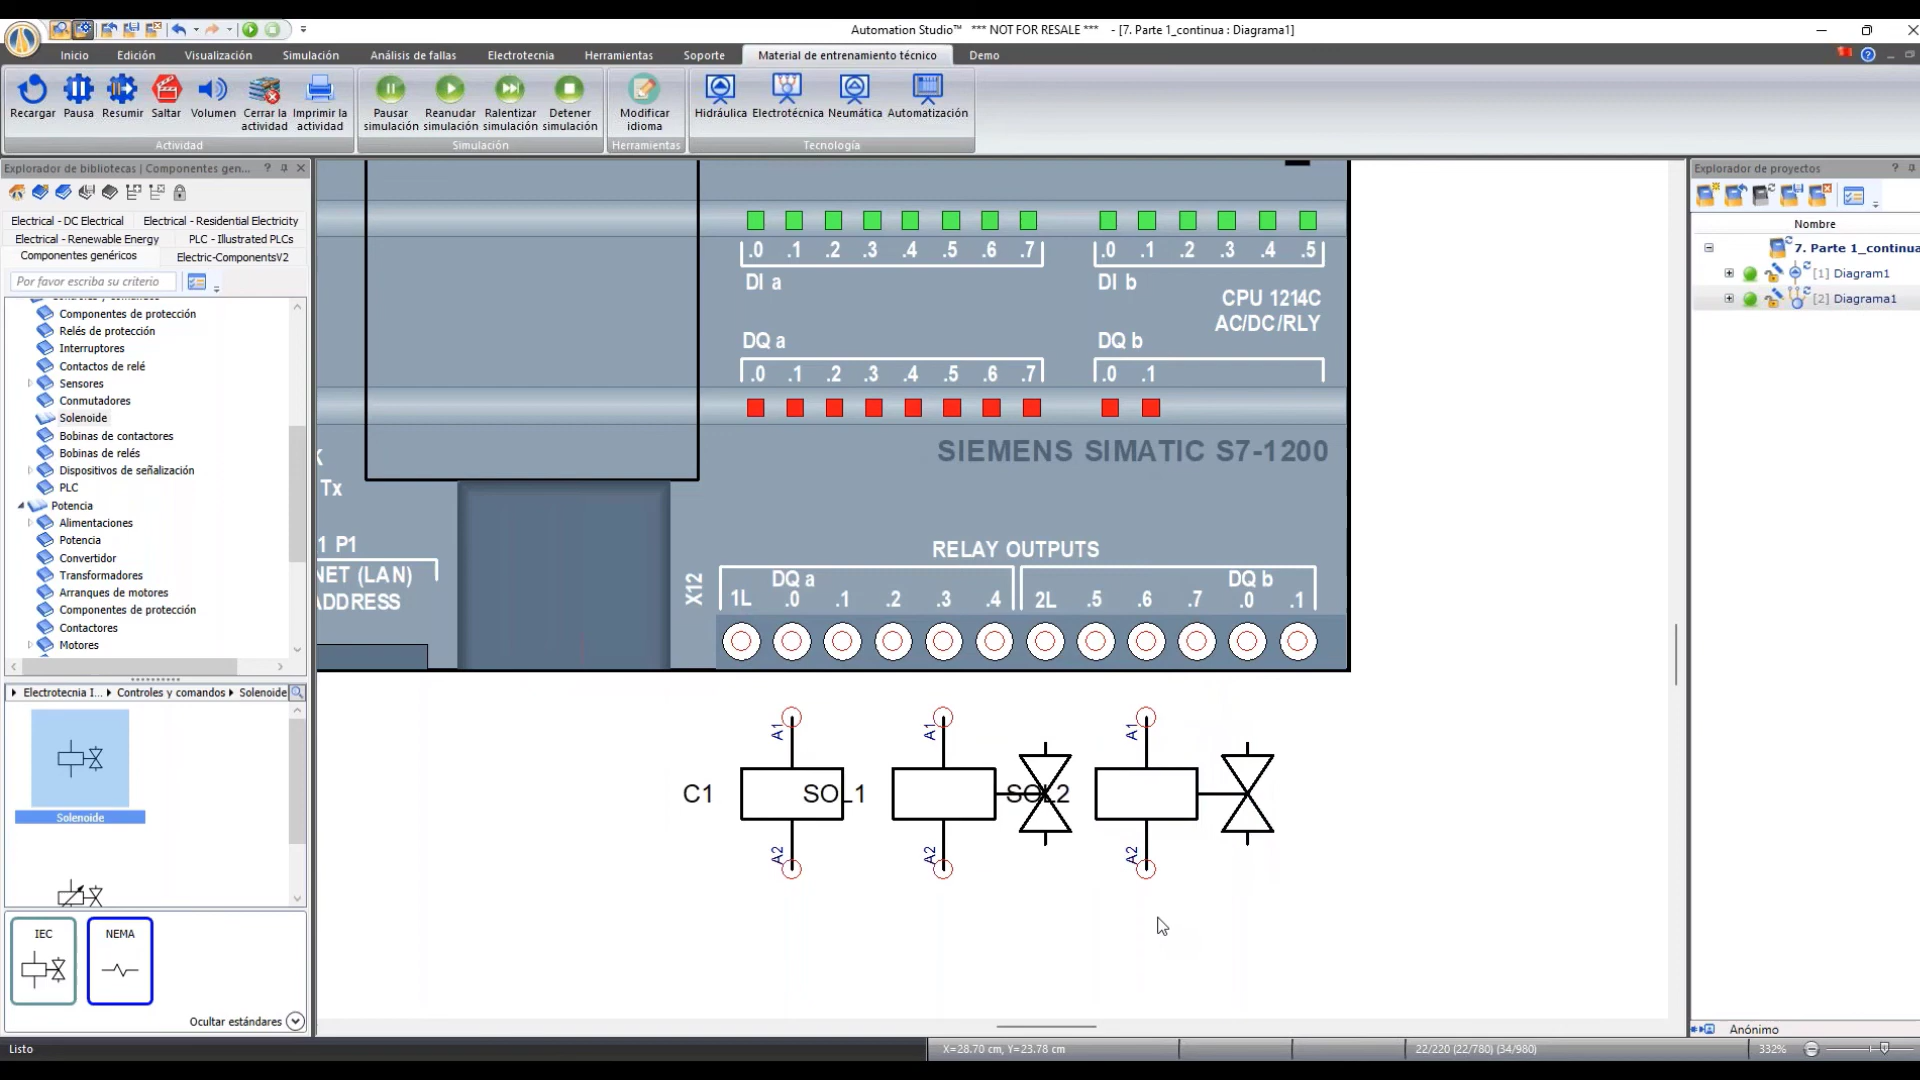 Automation Studio™ *** NOT FOR RESALE *** - [7. Parte 1_continua : Diagrama1]
Inicio Edición Visualización Simulación Análisis de fallas Electrotecnia Herramientas Soporte Material de entrenamiento técnico Demo
Recargar Pausa Resumir Saltar Volumen Cerrar la actividad Imprimir la actividad
Pausar simulación Reanudar simulación Ralentizar simulación Detener simulación
Modificar idioma
Hidráulica Electrotécnica Neumática Automatización
Actividad Simulación Herramientas Tecnología
Explorador de bibliotecas | Componentes gen...
Electrical - DC Electrical Electrical - Residential Electricity
Electrical - Renewable Energy PLC - Illustrated PLCs
Componentes genéricos Electric-ComponentsV2
Por favor escriba su criterio
Componentes de protección
Relés de protección
Interruptores
Contactos de relé
Sensores
Conmutadores
Solenoide
Bobinas de contactores
Bobinas de relés
Dispositivos de señalización
PLC
Potencia
Alimentaciones
Potencia
Convertidor
Transformadores
Arranques de motores
Componentes de protección
Contactores
Motores
Electrotecnia I... Controles y comandos Solenoide
Solenoide
IEC NEMA
Ocultar estándares
.0 .1 .2 .3 .4 .5 .6 .7 .0 .1 .2 .3 .4 .5
DI a DI b
CPU 1214C
AC/DC/RLY
DQ a DQ b
.0 .1 .2 .3 .4 .5 .6 .7 .0 .1
SIEMENS SIMATIC S7-1200
K
Tx
1 P1
NET (LAN)
ADDRESS
X12
RELAY OUTPUTS
DQ a DQ b
1L .0 .1 .2 .3 .4 2L .5 .6 .7 .0 .1
A1 A1 A1
C1 SOL1 SOL2
A2 A2 A2
Explorador de proyectos
Nombre
7. Parte 1_continua
[1] Diagram1
[2] Diagrama1
Anónimo
Listo X=28.70 cm, Y=23.78 cm 22/220 (22/780) (34/980) 332%